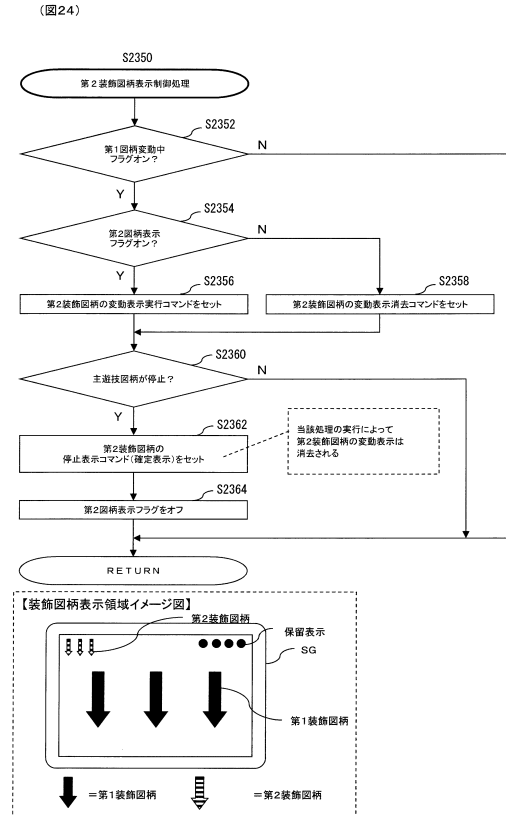 （図24）
S2350
第２装飾図柄表示制御処理
S2352
第1図柄変動中
フラグオン？
N
Y
S2354
第2図柄表示
フラグオン？
N
Y
S2356
第2装飾図柄の変動表示実行コマンドをセット
S2358
第2装飾図柄の変動表示消去コマンドをセット
S2360
主遊技図柄が停止？
N
Y
S2362
第2装飾図柄の
停止表示コマンド(確定表示)をセット
当該処理の実行によって
第2装飾図柄の変動表示は
消去される
S2364
第2図柄表示フラグをオフ
ＲＥＴＵＲＮ
【装飾図柄表示領域イメージ図】
第2装飾図柄
保留表示
SG
第1装飾図柄
＝第1装飾図柄
＝第2装飾図柄